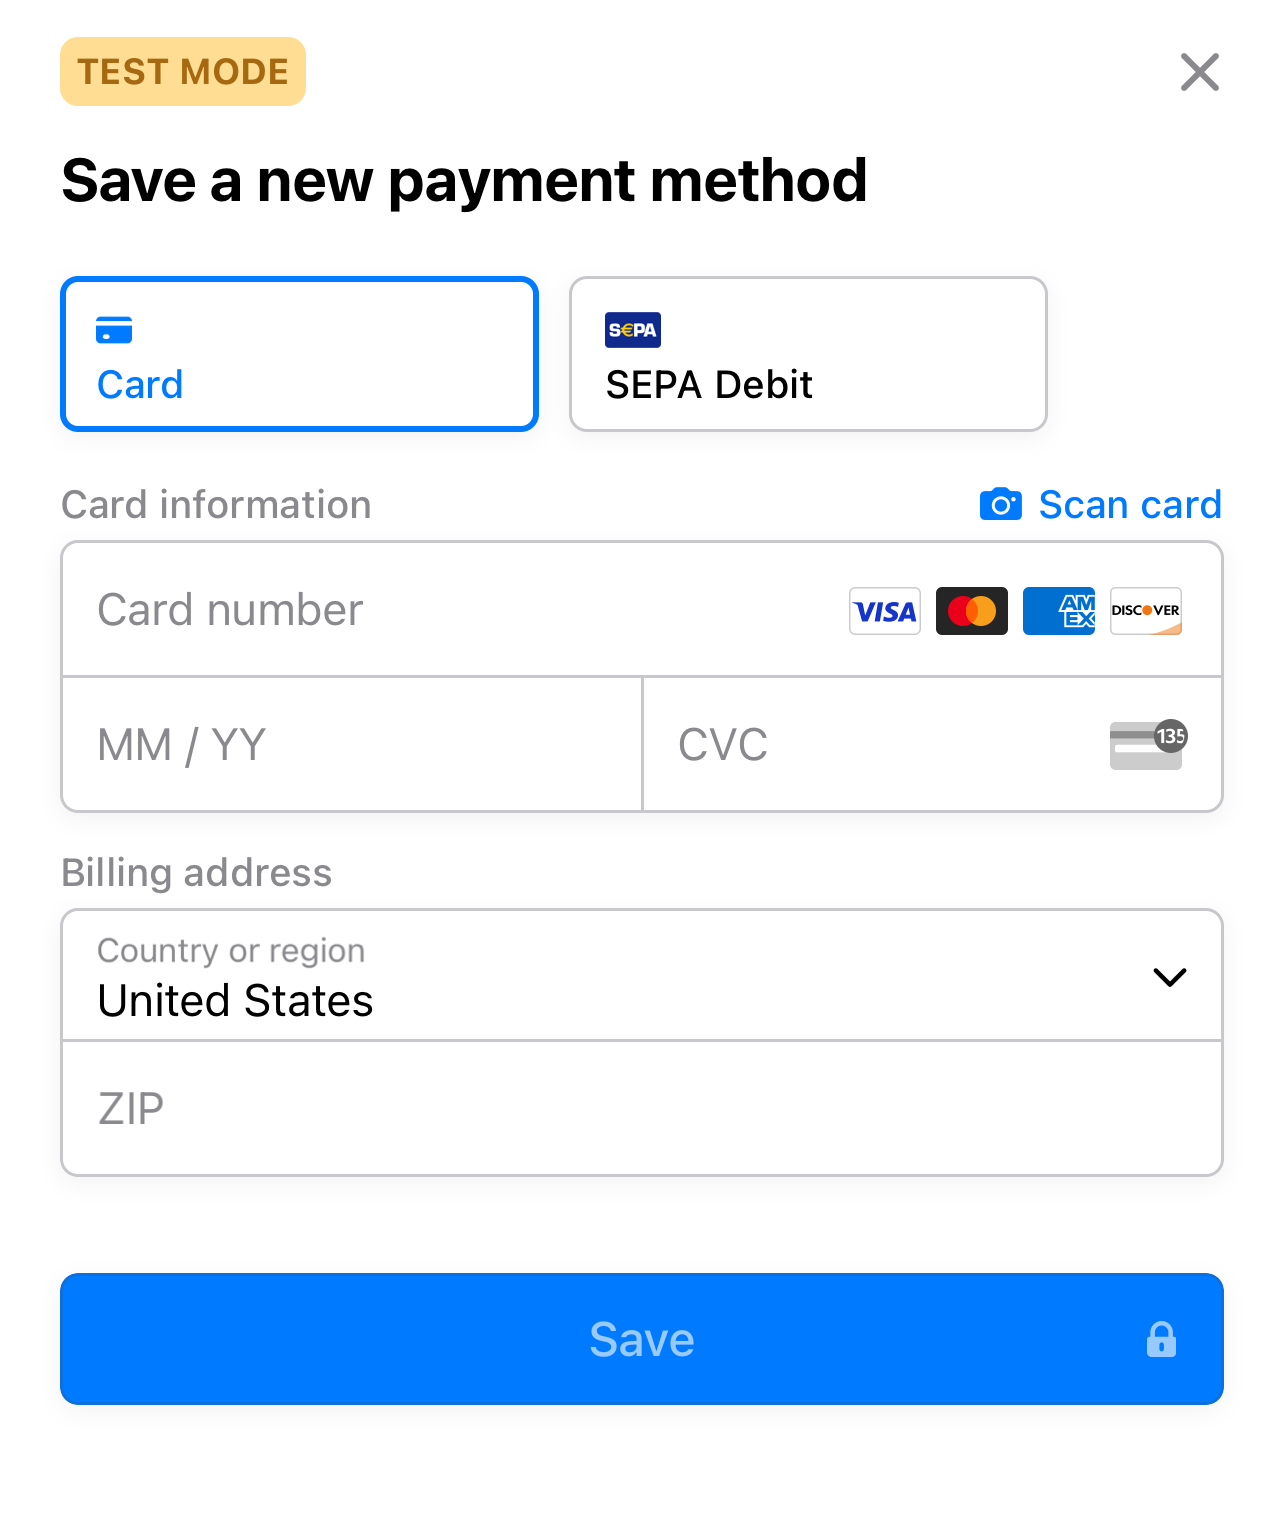 TEST MODE
Save a new payment method
S€PA
Card
SEPA Debit
Card information
Scan card
Card number
VISA
AM
EX
DISCOVER
MM / YY
CVC
135
Billing address
Country or region
United States
ZIP
Save